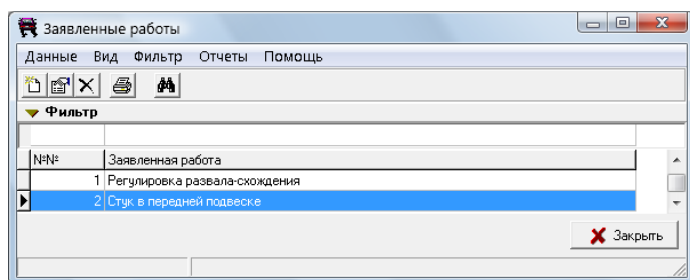 Заявленные работы
Данные Вид Фильтр Отчеты Помощь
Фильтр
№№ Заявленная работа
1 Регулировка развала-схождения
2 Стук в передней подвеске
Закрыть